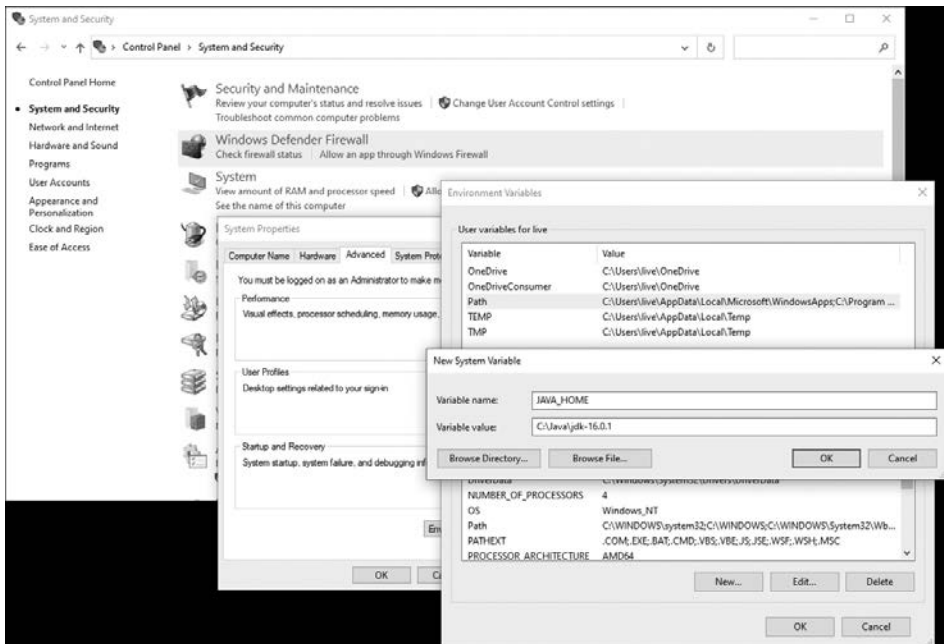 System and Security
Control Panel > System and Security
Control Panel Home
System and Security
Network and Internet
Hardware and Sound
Programs
User Accounts
Appearance and
Personalization
Clock and Region
Ease of Access
Security and Maintenance
Review your computer's status and resolve issues
Change User Account Control settings
Troubleshoot common computer problems
Windows Defender Firewall
Check firewall status
Allow an app through Windows Firewall
System
View amount of RAM and processor speed
See the name of this computer
System Properties
Computer Name Hardware Advanced System
You must be logged on as an Administrator to make
Performance
Visual effects, processor scheduling, memory usage,
User Profiles
Desktop settings related to your sign-in
Startup and Recovery
System startup, system failure, and debugging
OK
Environment Variables
User variables for live
Variable Value
OneDrive C:\Users\live\OneDrive
OneDriveConsumer C:\Users\live\OneDrive
Path C:\Users\live\AppData\Local\Microsoft\WindowsApps;C:\Program ...
TEMP C:\Users\live\AppData\Local\Temp
TMP C:\Users\live\AppData\Local\Temp
New System Variable
Variable name: JAVA_HOME
Variable value: C:\Java\jdk-16.0.1
Browse Directory... Browse File... OK Cancel
DriverData C:\Windows\System32\Drivers\DriverData
NUMBER_OF_PROCESSORS 4
OS Windows_NT
Path C:\WINDOWS\system32;C:\WINDOWS;C:\WINDOWS\System32\Wb...
PATHEXT .COM;.EXE;.BAT;.CMD;.VBS;.VBE;.JS;.JSE;.WSF;.WSH;.MSC
PROCESSOR_ARCHITECTURE AMD64
New... Edit... Delete
OK Cancel